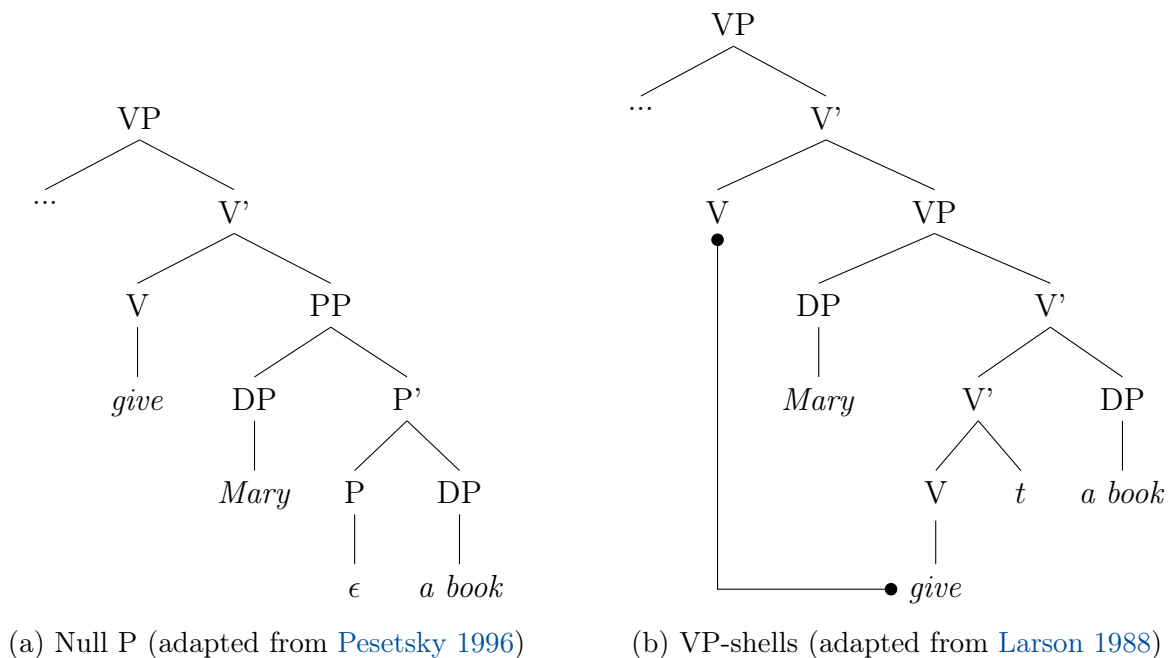 VP
... V'
V PP
give DP P'
Mary P DP
ϵ a book
(a) Null P (adapted from Pesetsky 1996)
VP
... V'
V VP
DP V'
Mary V' DP
V t a book
give
(b) VP-shells (adapted from Larson 1988)